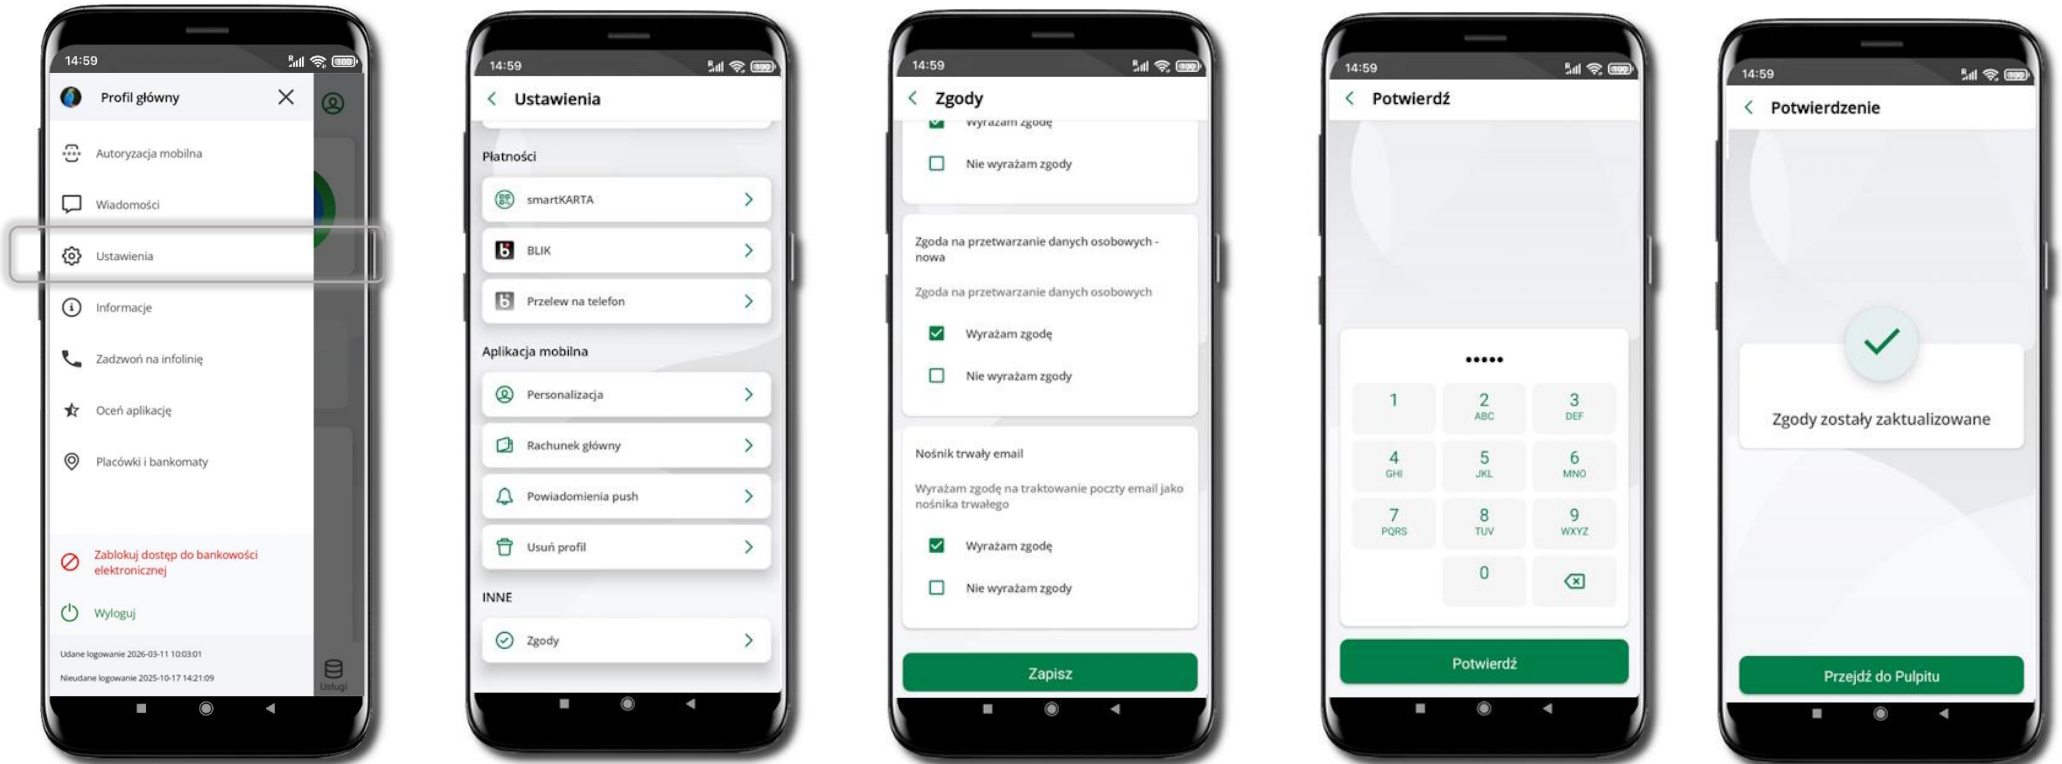 14:59
Profil główny
Autoryzacja mobilna
Wiadomości
Ustawienia
Informacje
Zadzwoń na infolinię
Oceń aplikację
Placówki i bankomaty
Zablokuj dostęp do bankowości
elektronicznej
Wyloguj
Udane logowanie 2026-03-11 10:03:01
Nieudane logowanie 2025-10-17 14:21:09
Usługi
14:59
Ustawienia
Płatności
smartKARTA
BLIK
Przelew na telefon
Aplikacja mobilna
Personalizacja
Rachunek główny
Powiadomienia push
Usuń profil
INNE
Zgody
14:59
Zgody
Wyrażam zgodę
Nie wyrażam zgody
Zgoda na przetwarzanie danych osobowych -
nowa
Zgoda na przetwarzanie danych osobowych
Wyrażam zgodę
Nie wyrażam zgody
Nośnik trwały email
Wyrażam zgodę na traktowanie poczty email jako
nośnika trwałego
Wyrażam zgodę
Nie wyrażam zgody
Zapisz
14:59
Potwierdź
•••••
1 2 3
ABC DEF
4 5 6
GHI JKL MNO
7 8 9
PQRS TUV WXYZ
0
Potwierdź
14:59
Potwierdzenie
Zgody zostały zaktualizowane
Przejdź do Pulpitu